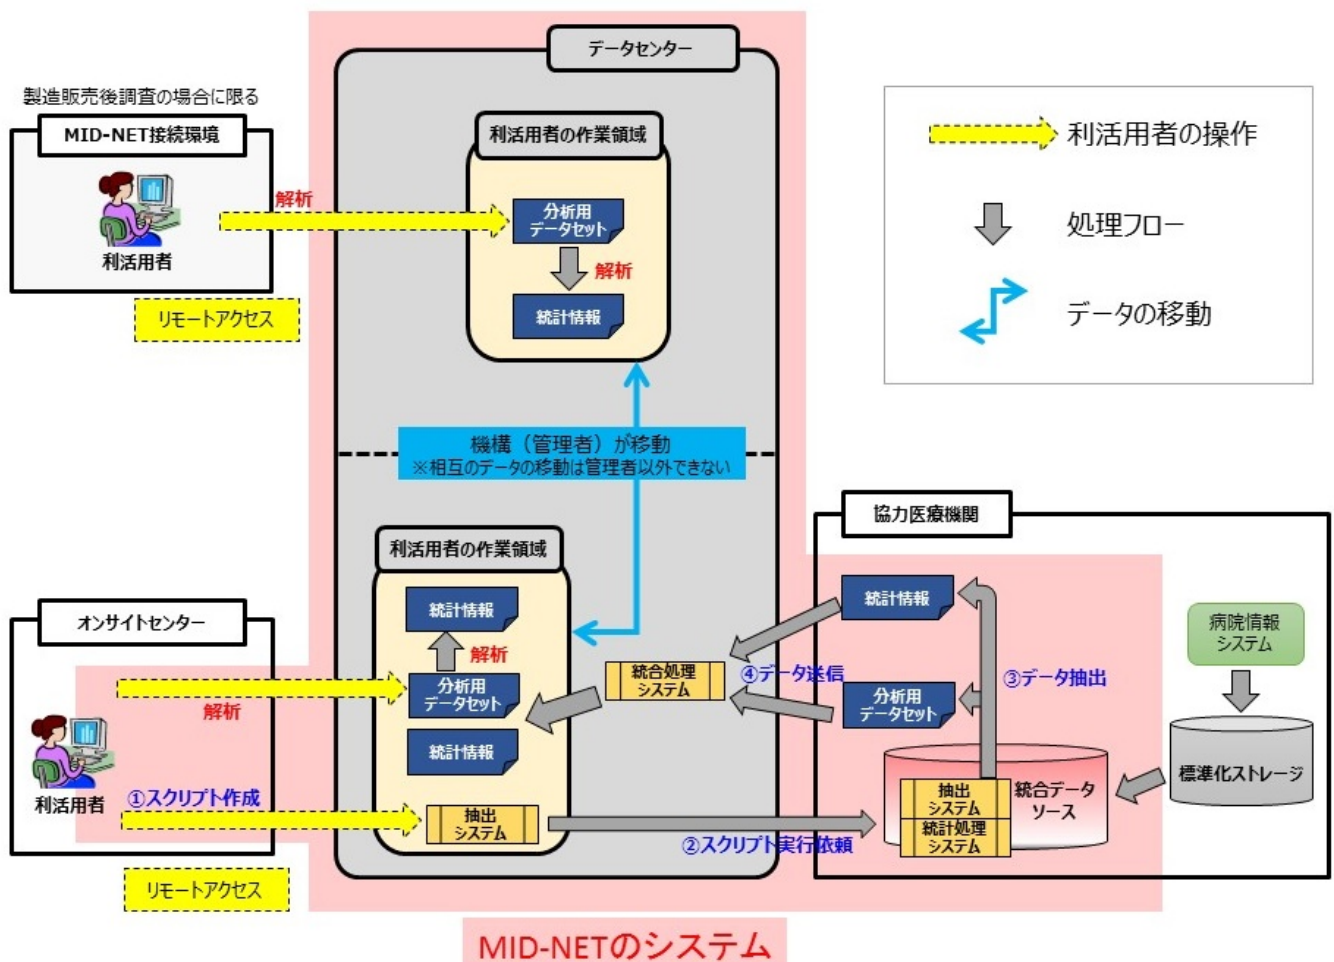 データセンター
製造販売後調査の場合に限る
MID-NET接続環境
利活用者
解析
リモートアクセス
利活用者の作業領域
分析用
データセット
解析
統計情報
利活用者の操作
処理フロー
データの移動
機構（管理者）が移動
※相互のデータの移動は管理者以外できない
協力医療機関
利活用者の作業領域
統計情報
解析
分析用
データセット
統計情報
抽出
システム
オンサイトセンター
解析
利活用者
①スクリプト作成
リモートアクセス
統合処理
システム
④データ送信
②スクリプト実行依頼
統計情報
分析用
データセット
③データ抽出
抽出
システム
統計処理
システム
統合データ
ソース
病院情報
システム
標準化ストレージ
MID-NETのシステム